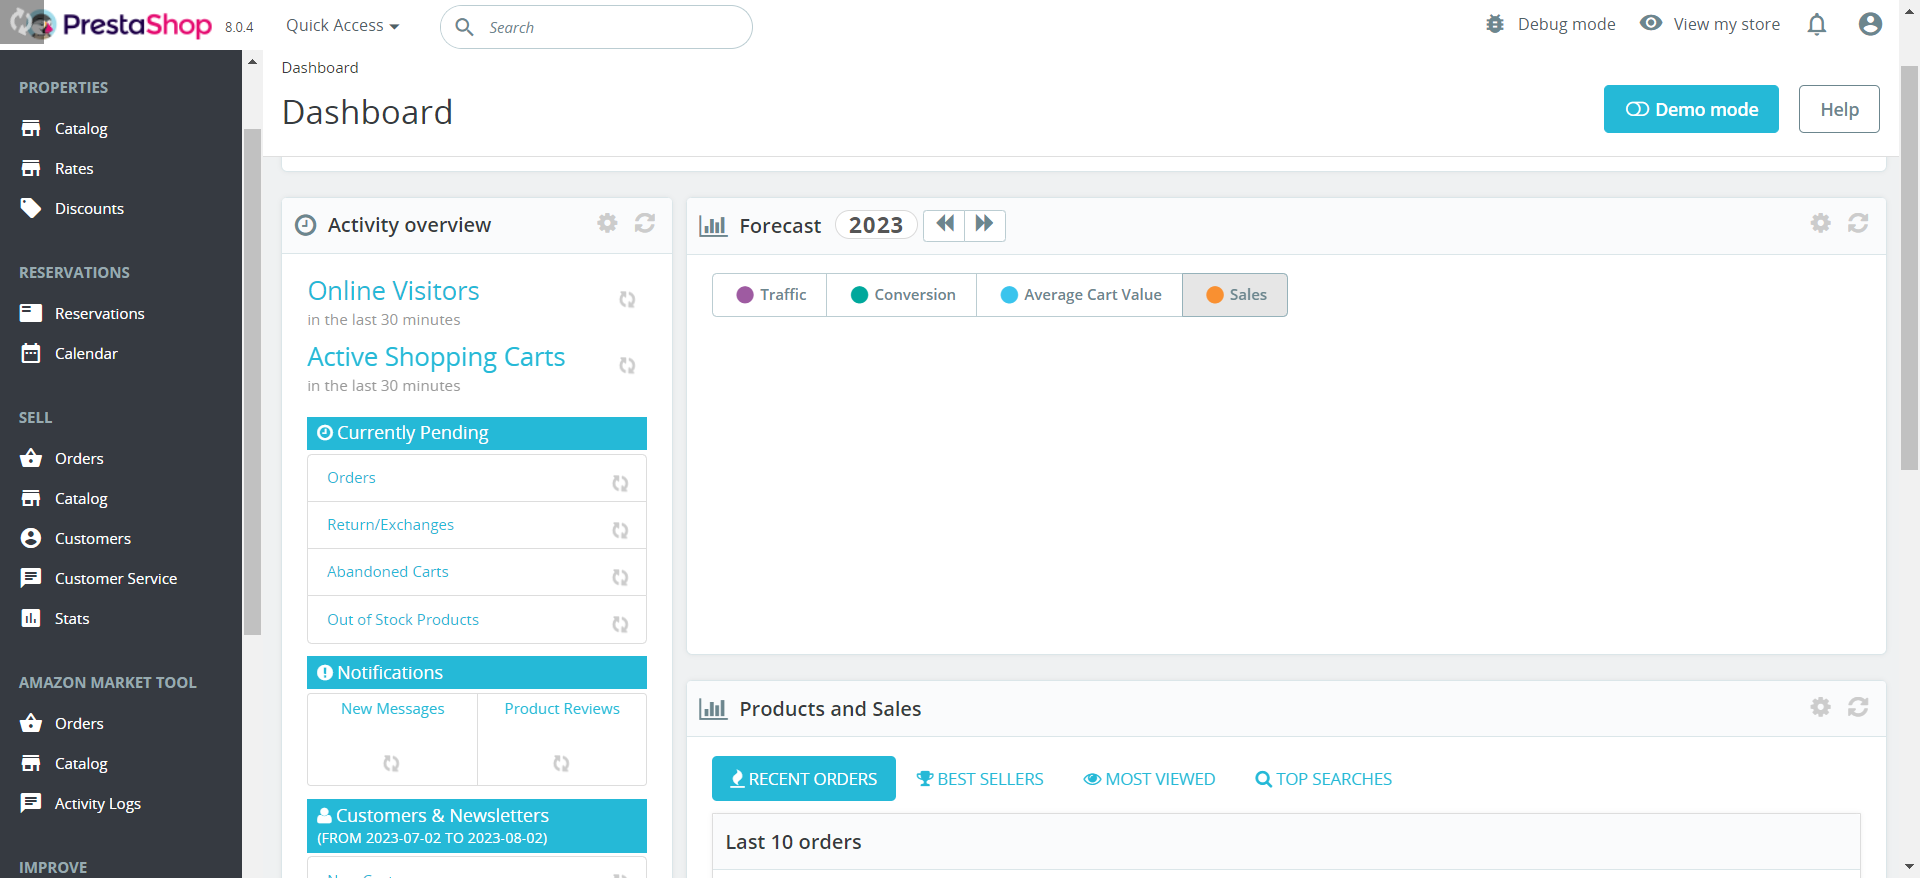 PrestaShop 8.0.4
Quick Access
Search
Debug mode
View my store
Dashboard
Dashboard
Demo mode
Help
PROPERTIES
Catalog
Rates
Discounts
RESERVATIONS
Reservations
Calendar
SELL
Orders
Catalog
Customers
Customer Service
Stats
AMAZON MARKET TOOL
Orders
Catalog
Activity Logs
IMPROVE
Activity overview
Online Visitors
in the last 30 minutes
Active Shopping Carts
in the last 30 minutes
Currently Pending
Orders
Return/Exchanges
Abandoned Carts
Out of Stock Products
Notifications
New Messages
Product Reviews
Customers & Newsletters
(FROM 2023-07-02 TO 2023-08-02)
Forecast 2023
Traffic
Conversion
Average Cart Value
Sales
Products and Sales
RECENT ORDERS
BEST SELLERS
MOST VIEWED
TOP SEARCHES
Last 10 orders